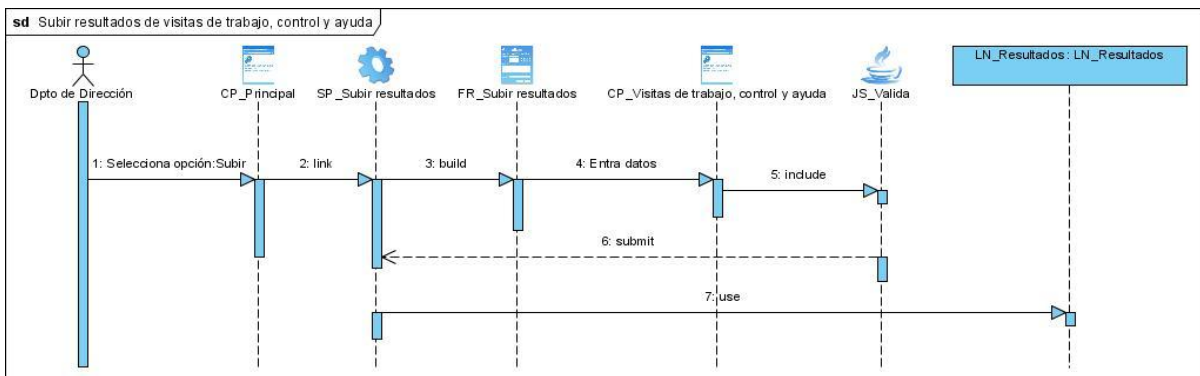 sd Subir resultados de visitas de trabajo, control y ayuda
Dpto de Dirección
CP_Principal
SP_Subir resultados
FR_Subir resultados
CP_Visitas de trabajo, control y ayuda
JS_Valida
LN_Resultados : LN_Resultados
1: Selecciona opción:Subir
2: link
3: build
4: Entra datos
5: include
6: submit
7: use